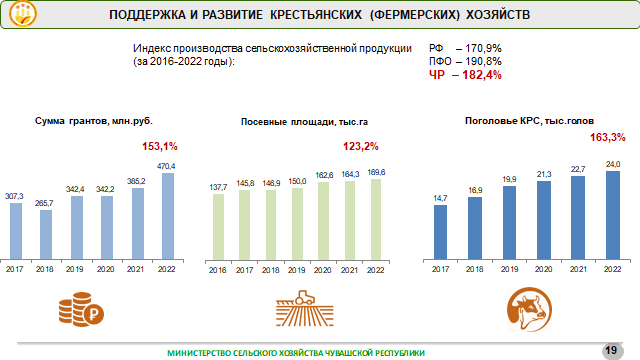 ПОДДЕРЖКА И РАЗВИТИЕ КРЕСТЬЯНСКИХ (ФЕРМЕРСКИХ) ХОЗЯЙСТВ
Индекс производства сельскохозяйственной продукции
(за 2016-2022 годы):
РФ – 170,9%
ПФО – 190,8%
ЧР – 182,4%
Сумма грантов, млн.руб.
153,1%
307,3 265,7 342,4 342,2 385,2 470,4
2017 2018 2019 2020 2021 2022
Посевные площади, тыс.га
123,2%
137,7 145,8 146,9 150,0 162,6 164,3 169,6
2016 2017 2018 2019 2020 2021 2022
Поголовье КРС, тыс.голов
163,3%
14,7 16,9 19,9 21,3 22,7 24,0
2017 2018 2019 2020 2021 2022
МИНИСТЕРСТВО СЕЛЬСКОГО ХОЗЯЙСТВА ЧУВАШСКОЙ РЕСПУБЛИКИ
19